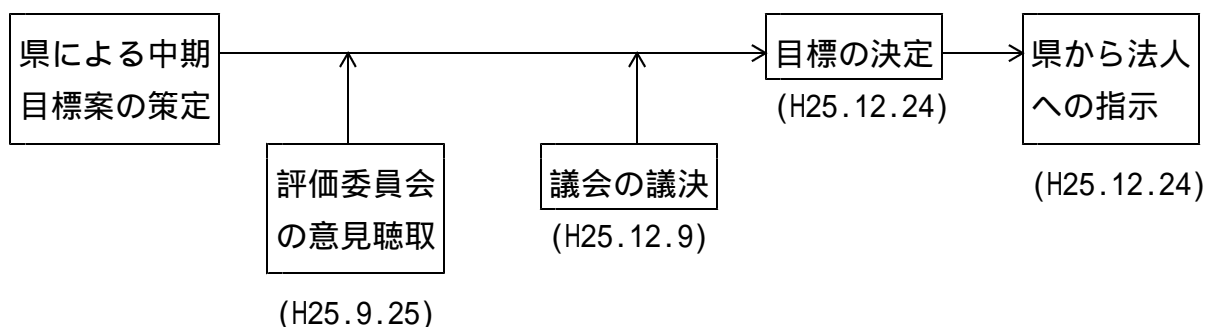 県による中期
目標案の策定
評価委員会
の意見聴取
(H25.9.25)
議会の議決
(H25.12.9)
目標の決定
(H25.12.24)
県から法人
への指示
(H25.12.24)